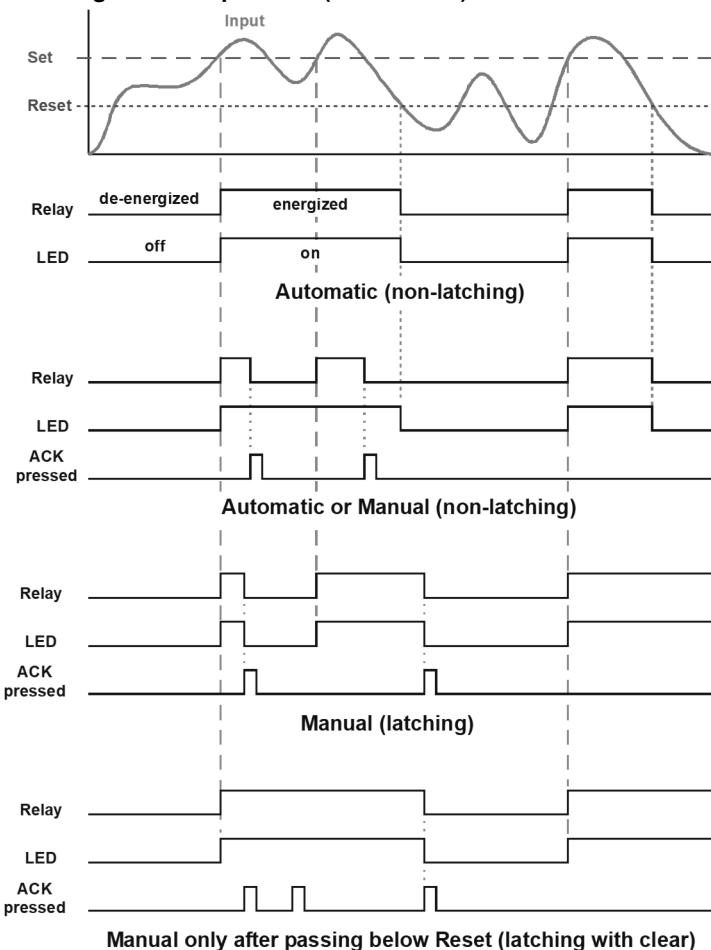 Input
Set
Reset
Relay de-energized energized
LED off on
Automatic (non-latching)
Relay
LED
ACK
pressed
Automatic or Manual (non-latching)
Relay
LED
ACK
pressed
Manual (latching)
Relay
LED
ACK
pressed
Manual only after passing below Reset (latching with clear)